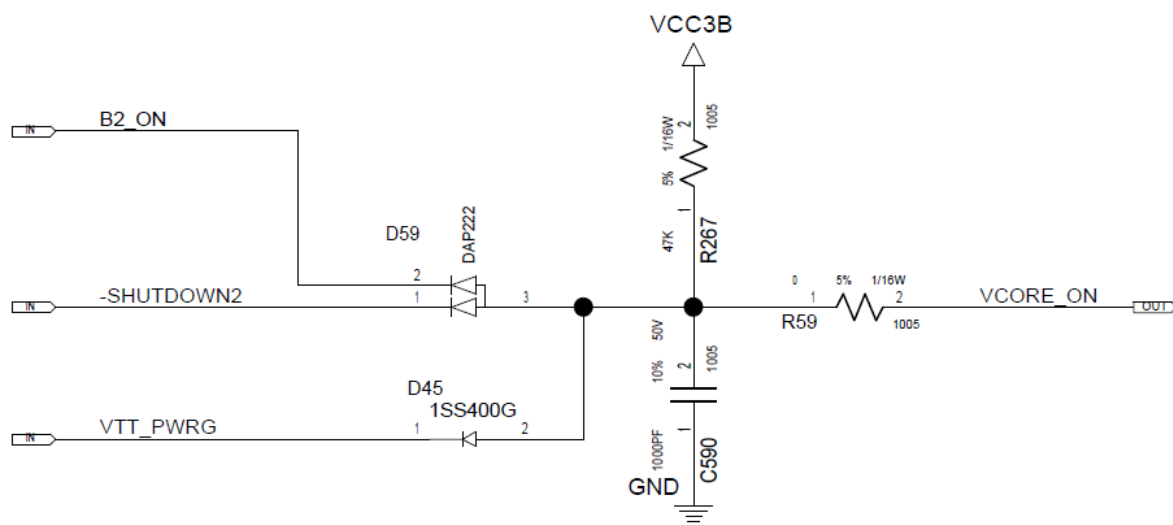 VCC3B
IN
B2_ON
2
1/16W
1005
5%
1
47K
R267
D59
DAP222
2
IN
-SHUTDOWN2
1
3
0
5%
1/16W
1
2
R59
1005
VCORE_ON
OUT
50V
10%
2
1005
D45
1SS400G
IN
VTT_PWRG
1
2
1000PF
1
C590
GND